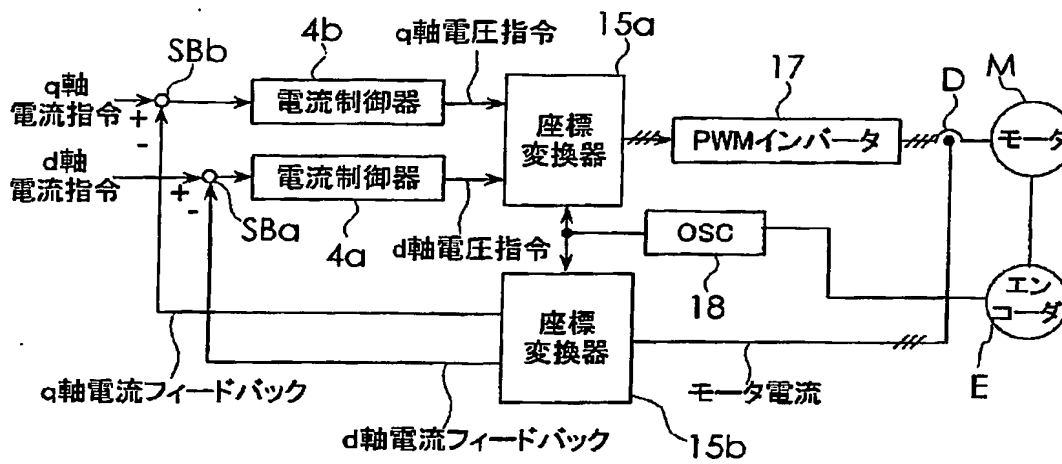 SBb
4b
q軸電圧指令
15a
17
D
M
q軸
電流指令
+
-
電流制御器
座標
変換器
PWMインバータ
モータ
d軸
電流指令
+
-
電流制御器
SBa
4a
d軸電圧指令
OSC
18
エン
コーダ
E
座標
変換器
q軸電流フィードバック
モータ電流
d軸電流フィードバック
15b